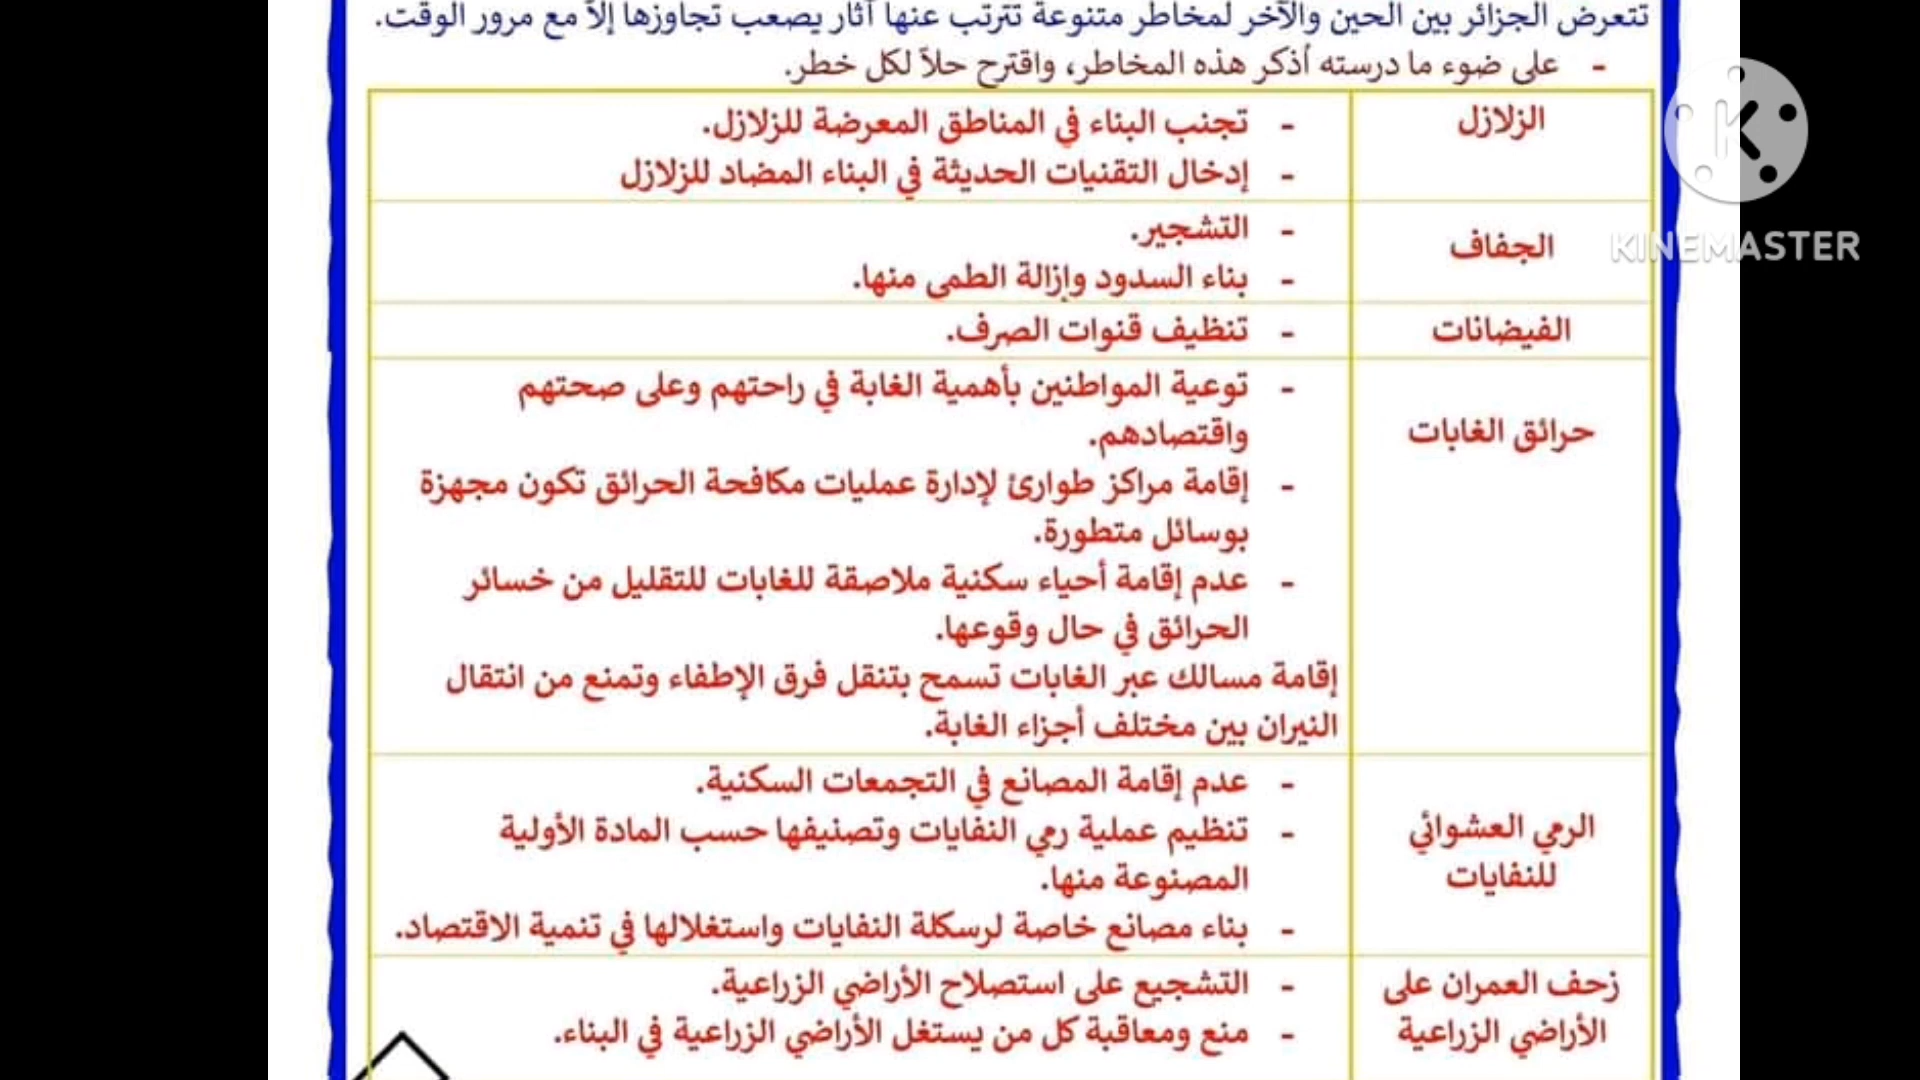 تتعرض الجزائر بين الحين والآخر لمخاطر متنوعة تترتب عنها آثار يصعب تجاوزها إلاّ مع مرور الوقت.
- على ضوء ما درسته أذكر هذه المخاطر، واقترح حلاً لكل خطر.
الزلازل
- تجنب البناء في المناطق المعرضة للزلازل.
- إدخال التقنيات الحديثة في البناء المضاد للزلازل
الجفاف
- التشجير.
- بناء السدود وإزالة الطمى منها.
الفيضانات
- تنظيف قنوات الصرف.
حرائق الغابات
- توعية المواطنين بأهمية الغابة في راحتهم وعلى صحتهم
واقتصادهم.
- إقامة مراكز طوارئ لإدارة عمليات مكافحة الحرائق تكون مجهزة
بوسائل متطورة.
- عدم إقامة أحياء سكنية ملاصقة للغابات للتقليل من خسائر
الحرائق في حال وقوعها.
إقامة مسالك عبر الغابات تسمح بتنقل فرق الإطفاء وتمنع من انتقال
النيران بين مختلف أجزاء الغابة.
الرمي العشوائي
للنفايات
- عدم إقامة المصانع في التجمعات السكنية.
- تنظيم عملية رمي النفايات وتصنيفها حسب المادة الأولية
المصنوعة منها.
- بناء مصانع خاصة لرسكلة النفايات واستغلالها في تنمية الاقتصاد.
زحف العمران على
الأراضي الزراعية
- التشجيع على استصلاح الأراضي الزراعية.
- منع ومعاقبة كل من يستغل الأراضي الزراعية في البناء.
K
KINEMASTER